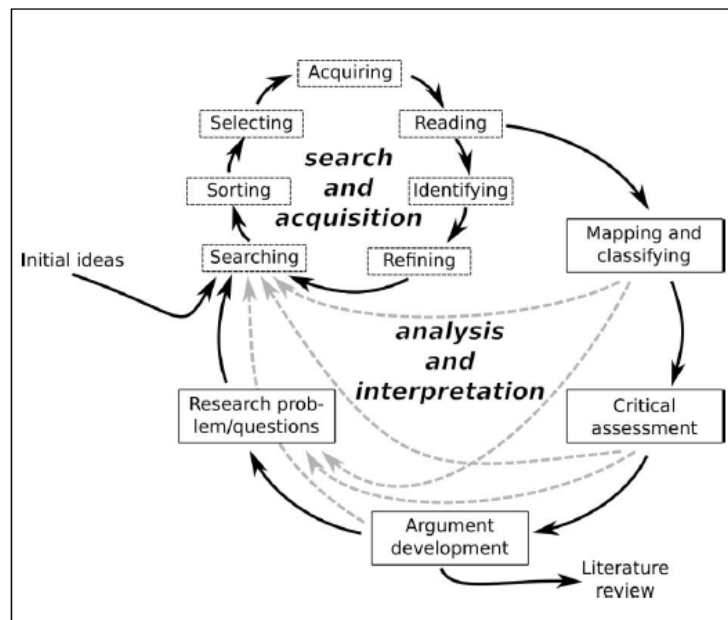 Acquiring
Selecting
Reading
search
and
acquisition
Sorting
Identifying
Initial ideas
Searching
Refining
Mapping and
classifying
analysis
and
interpretation
Research prob-
lem/questions
Critical
assessment
Argument
development
Literature
review